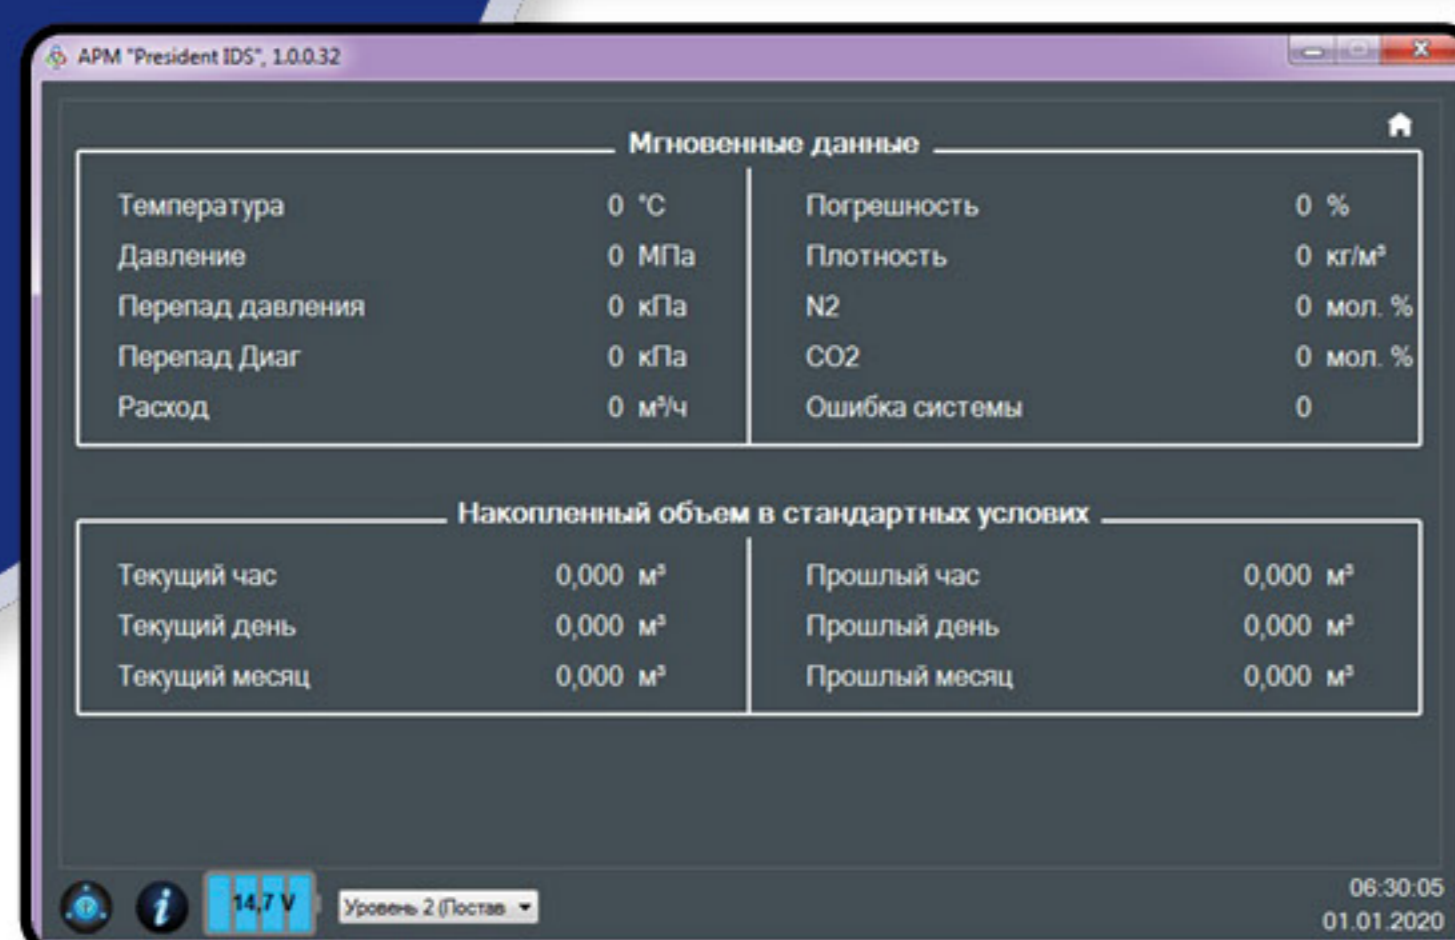 АРМ "President IDS", 1.0.0.32
Мгновенные данные
Температура 0 °C Погрешность 0 %
Давление 0 МПа Плотность 0 кг/м³
Перепад давления 0 кПа N2 0 мол. %
Перепад Диаг 0 кПа CO2 0 мол. %
Расход 0 м³/ч Ошибка системы 0
Накопленный объем в стандартных услових
Текущий час 0,000 м³ Прошлый час 0,000 м³
Текущий день 0,000 м³ Прошлый день 0,000 м³
Текущий месяц 0,000 м³ Прошлый месяц 0,000 м³
14,7 V Уровень 2 (Постав 06:30:05
01.01.2020